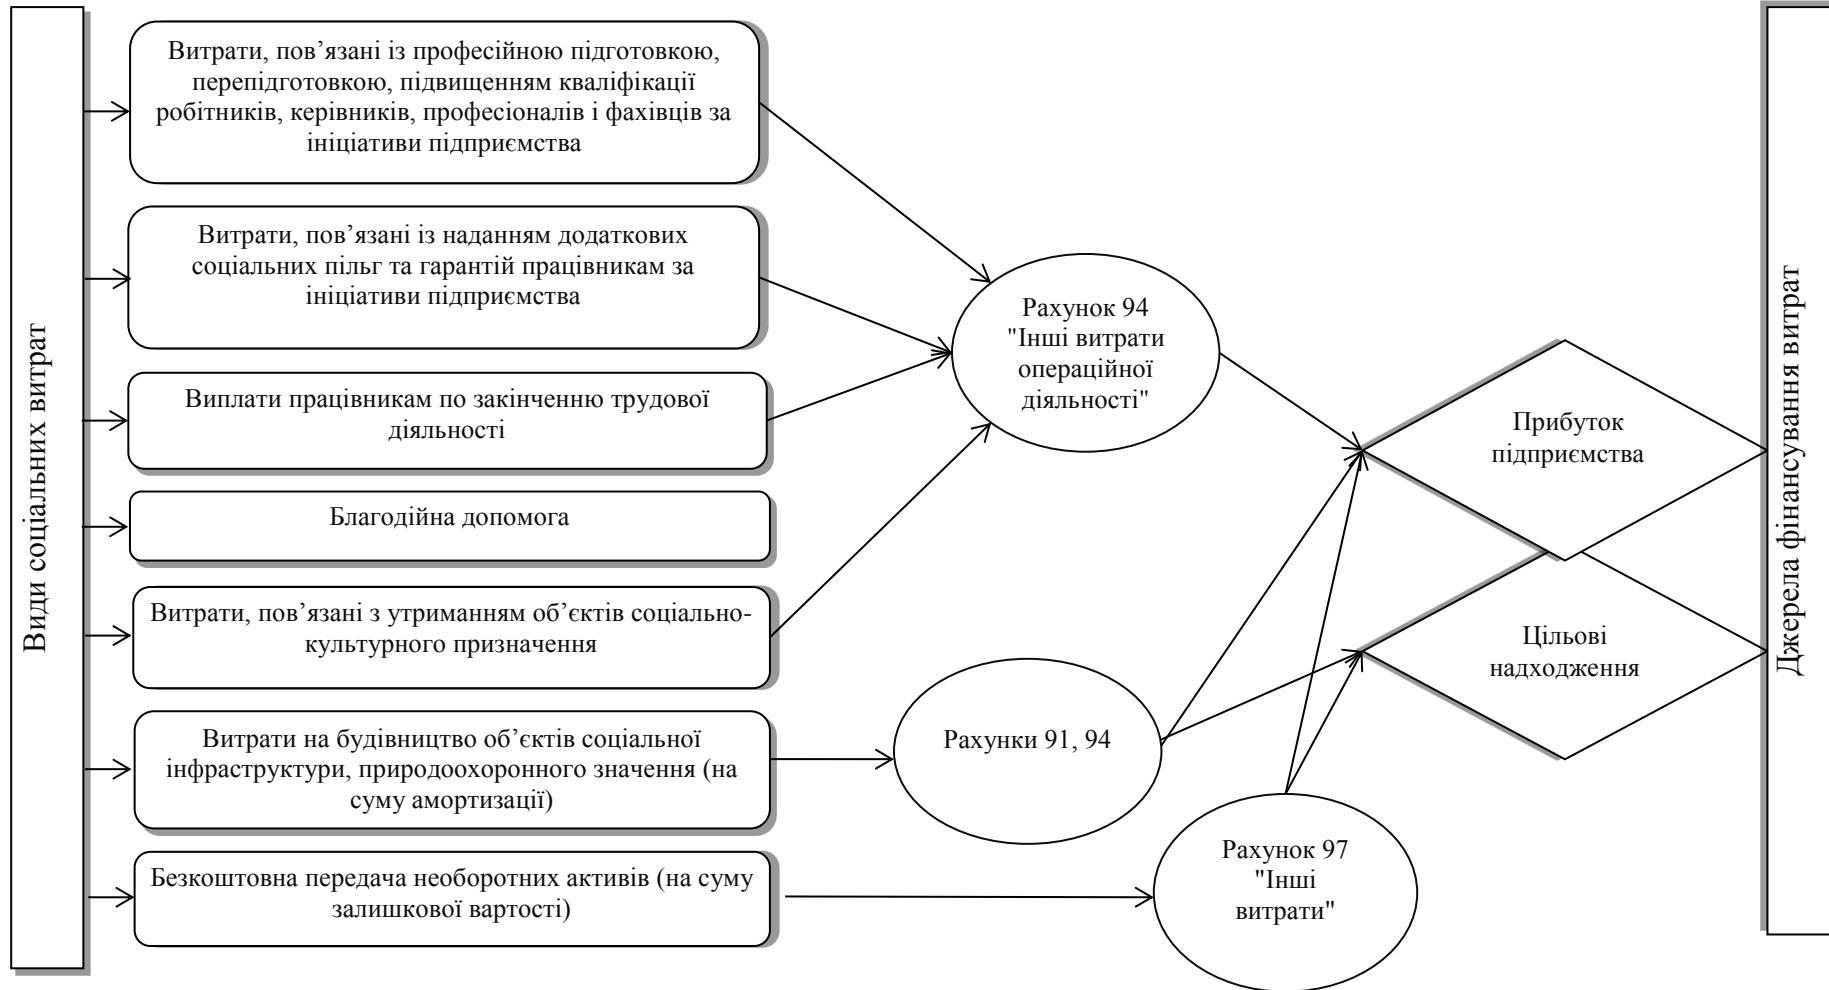 Види соціальних витрат
Витрати, пов’язані із професійною підготовкою,
перепідготовкою, підвищенням кваліфікації
робітників, керівників, професіоналів і фахівців за
ініціативи підприємства
Витрати, пов’язані із наданням додаткових
соціальних пільг та гарантій працівникам за
ініціативи підприємства
Виплати працівникам по закінченню трудової
діяльності
Благодійна допомога
Витрати, пов’язані з утриманням об’єктів соціально-
культурного призначення
Витрати на будівництво об’єктів соціальної
інфраструктури, природоохоронного значення (на
суму амортизації)
Безкоштовна передача необоротних активів (на суму
залишкової вартості)
Рахунок 94
"Інші витрати
операційної
діяльності"
Рахунки 91, 94
Рахунок 97
"Інші
витрати"
Прибуток
підприємства
Цільові
надходження
Джерела фінансування витрат